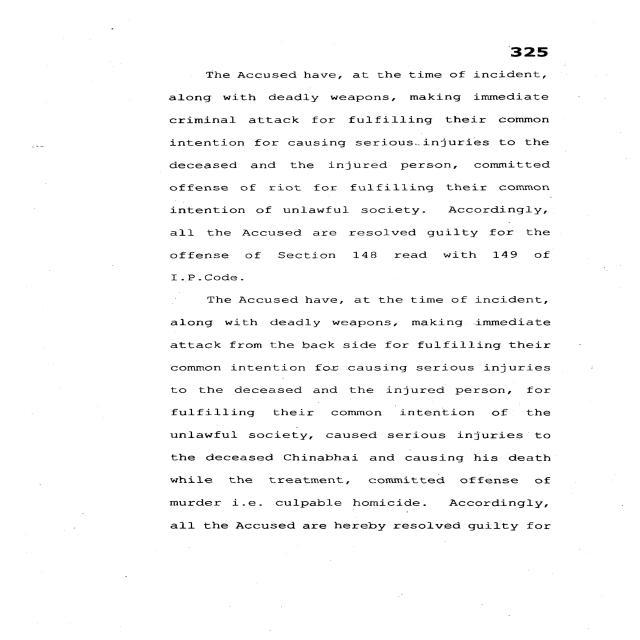 325
The Accused have, at the time of incident,
along with deadly weapons, making immediate
criminal attack for fulfilling their common
intention for causing serious injuries to the
deceased and the injured person, committed
offense of riot for fulfilling their common
intention of unlawful society. Accordingly,
all the Accused are resolved guilty for the
offense of Section 148 read with 149 of
I.P.Code.
The Accused have, at the time of incident,
along with deadly weapons, making immediate
attack from the back side for fulfilling their
common intention for causing serious injuries
to the deceased and the injured person, for
fulfilling their common intention of the
unlawful society, caused serious injuries to
the deceased Chinabhai and causing his death
while the treatment, committed offense of
murder i.e. culpable homicide. Accordingly,
all the Accused are hereby resolved guilty for